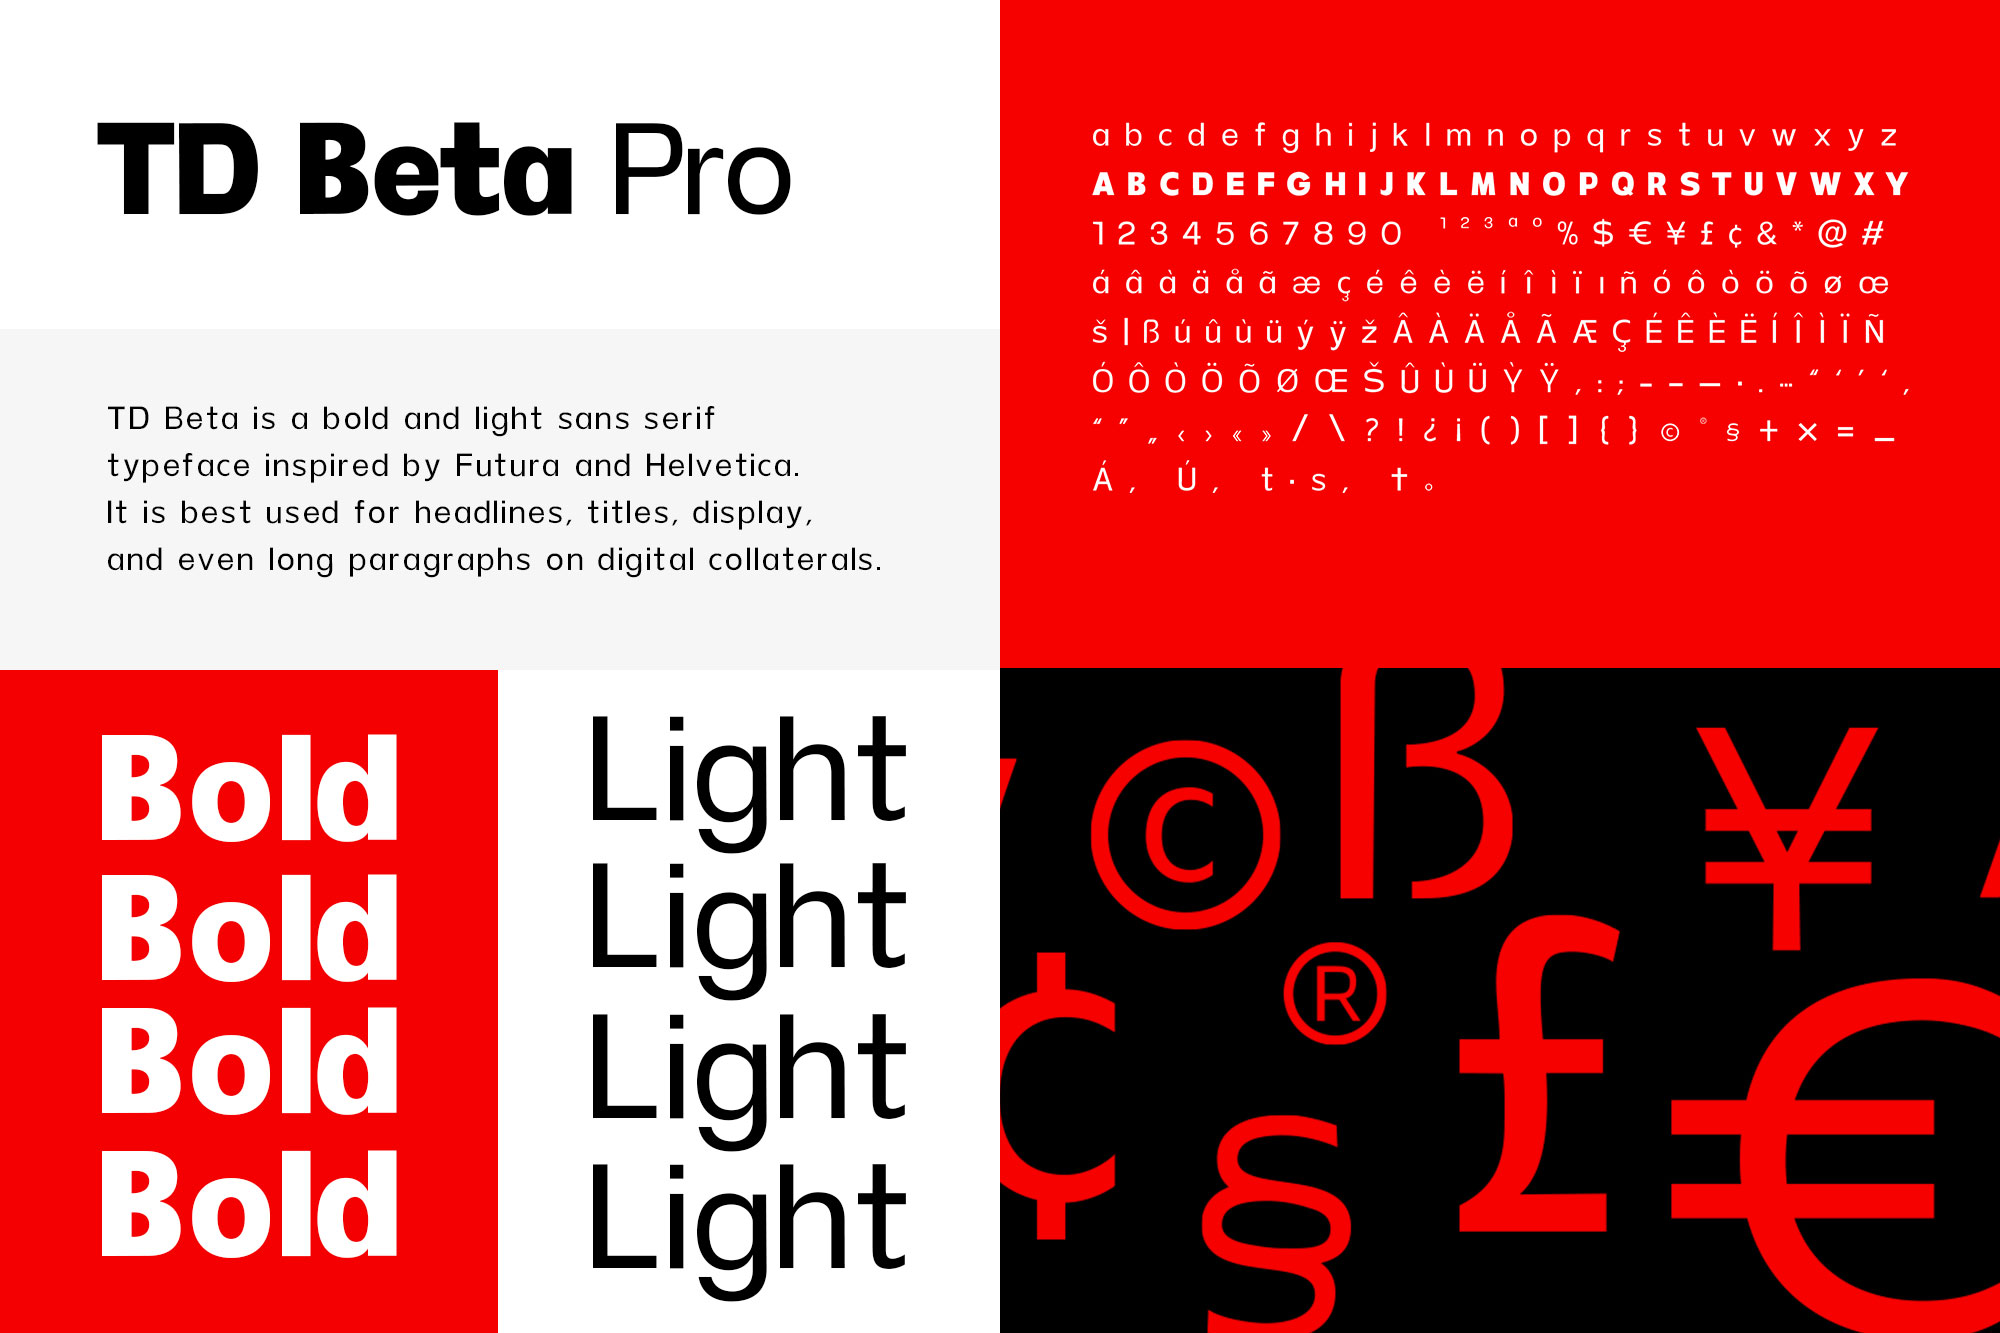 TD Beta Pro
TD Beta is a bold and light sans serif
typeface inspired by Futura and Helvetica.
It is best used for headlines, titles, display,
and even long paragraphs on digital collaterals.
a b c d e f g h i j k l m n o p q r s t u v w x y z
A B C D E F G H I J K L M N O P Q R S T U V W X Y
1 2 3 4 5 6 7 8 9 0 ¹ ² ³ ª º % $ € ¥ £ ¢ & * @ #
á â à ä å ã æ ç é ê è ë í î ì ï ı ñ ó ô ò ö õ ø œ
š | ß ú û ù ü ý ÿ ž Â À Ä Å Ã Æ Ç É Ê È Ë Í Î Ì Ï Ñ
Ó Ô Ò Ö Õ Ø Œ Š Û Ù Ü Ỳ Ÿ , : ; - – — · . … “ ‘ ’ ‘ ,
“ ” „ ‹ › « » / \ ? ! ¿ ¡ ( ) [ ] { } © ® § + × = _
Á , Ú , t · s , † °
Bold
Bold
Bold
Bold
Light
Light
Light
Light
© ß ¥
¢ ® £ €
§